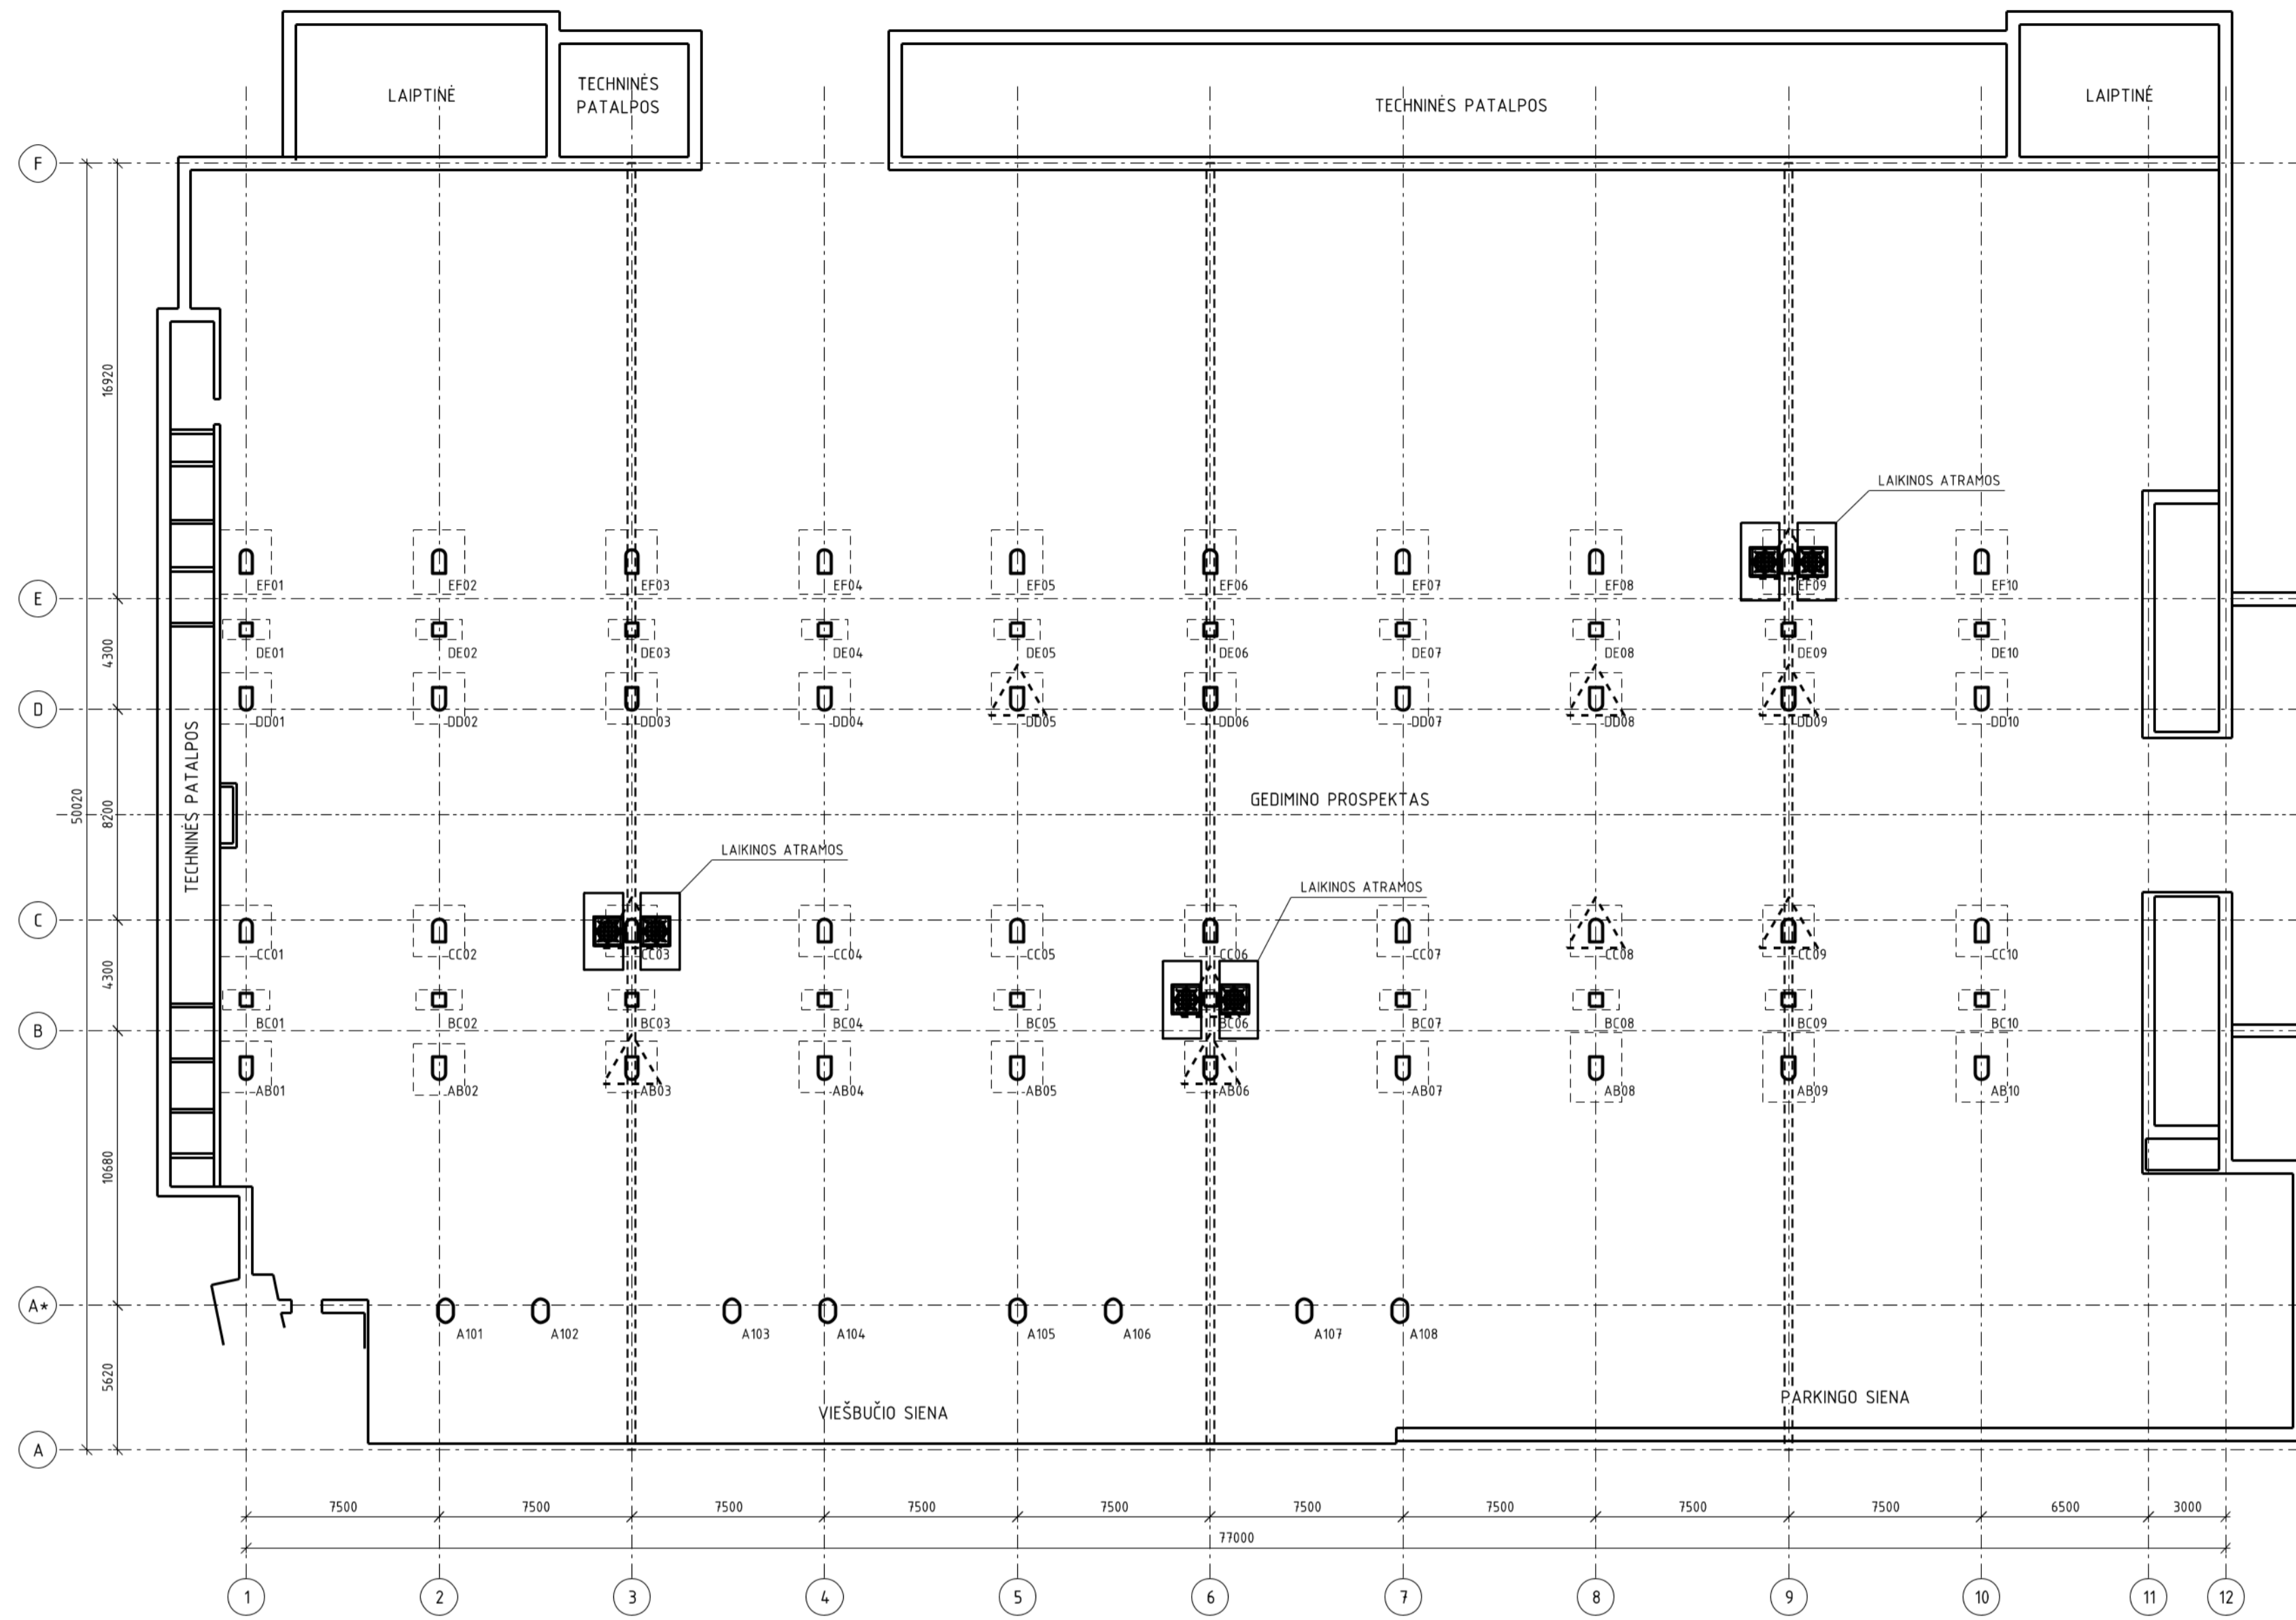 LAIPTINĖ
TECHNINĖS
PATALPOS
TECHNINĖS PATALPOS
LAIPTINÉ
F
16920
LAIKINOS ATRAMOS
EF01 EF02 EF03 EF04 EF05 EF06 EF07 EF08 EF09 EF10
E
4300
DE01 DE02 DE03 DE04 DE05 DE06 DE07 DE08 DE09 DE10
D
DD01 DD02 DD03 DD04 DD05 DD06 DD07 DD08 DD09 DD10
TECHNINĖS PATALPOS
50020
8200
GEDIMINO PROSPEKTAS
LAIKINOS ATRAMOS
LAIKINOS ATRAMOS
C
CC01 CC02 CC03 CC04 CC05 CC06 CC07 CC08 CC09 CC10
4300
BC01 BC02 BC03 BC04 BC05 BC06 BC07 BC08 BC09 BC10
B
AB01 AB02 AB03 AB04 AB05 AB06 AB07 AB08 AB09 AB10
10680
A*
A101 A102 A103 A104 A105 A106 A107 A108
5620
VIEŠBUČIO SIENA
PARKINGO SIENA
A
7500 7500 7500 7500 7500 7500 7500 7500 7500 6500 3000
77000
1 2 3 4 5 6 7 8 9 10 11 12